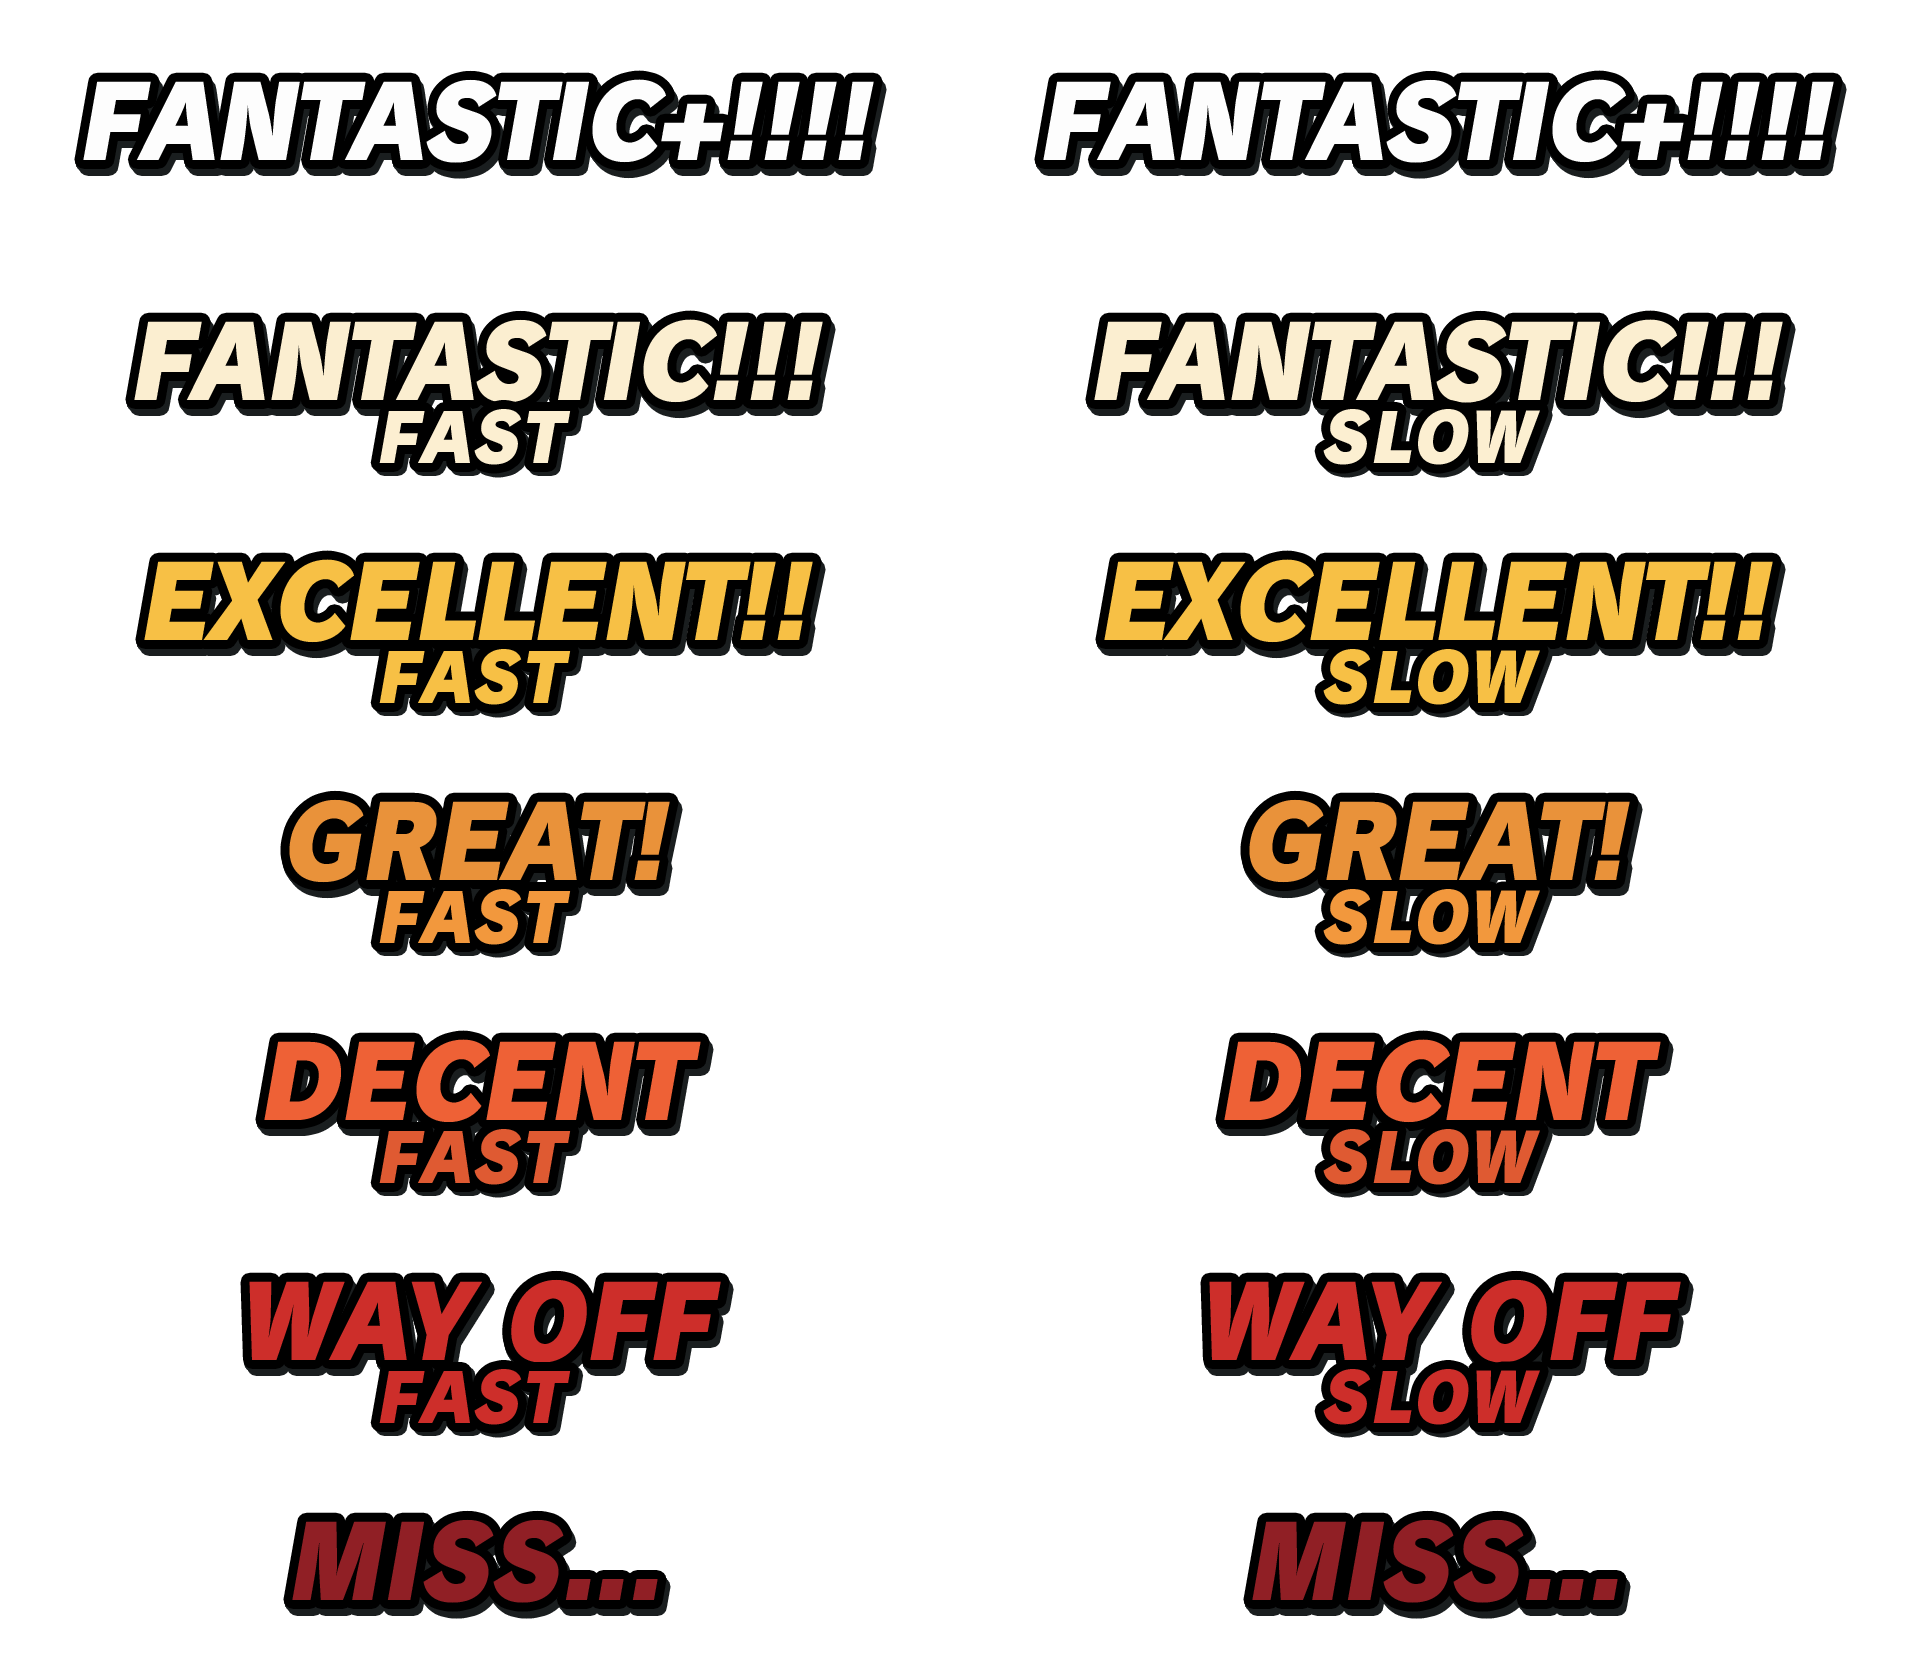 FANTASTIC+!!!! FANTASTIC+!!!!
FANTASTIC!!! FANTASTIC!!!
FAST SLOW
EXCELLENT!! EXCELLENT!!
FAST SLOW
GREAT! GREAT!
FAST SLOW
DECENT DECENT
FAST SLOW
WAY OFF WAY OFF
FAST SLOW
MISS... MISS...